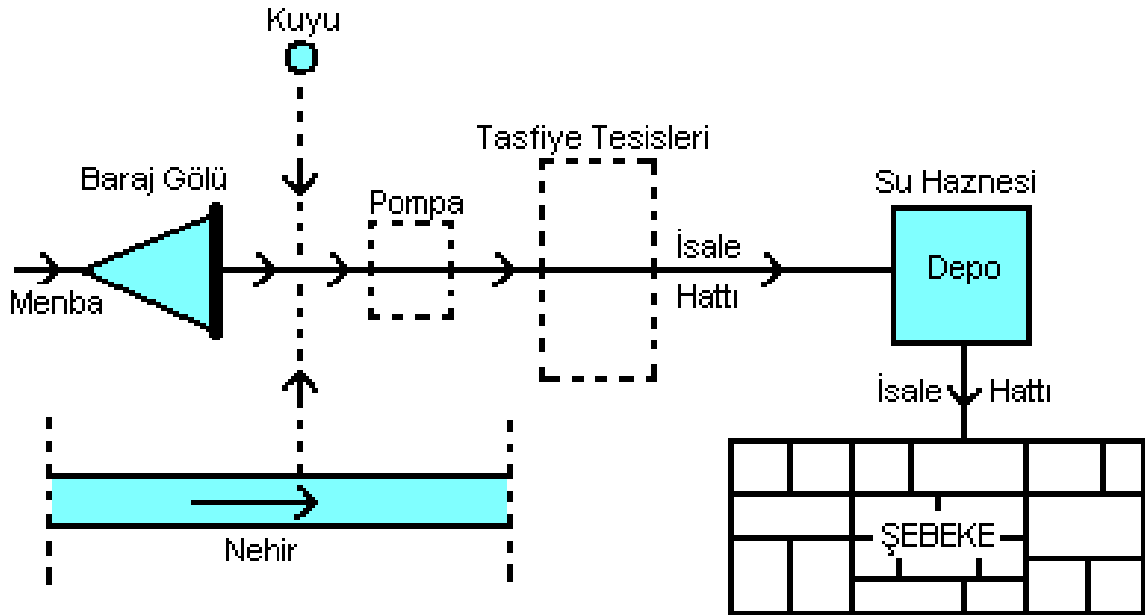 Kuyu
Tasfiye Tesisleri
Baraj Gölü
Pompa
Su Haznesi
İsale
Hattı
Depo
Menba
İsale Hattı
Nehir
ŞEBEKE